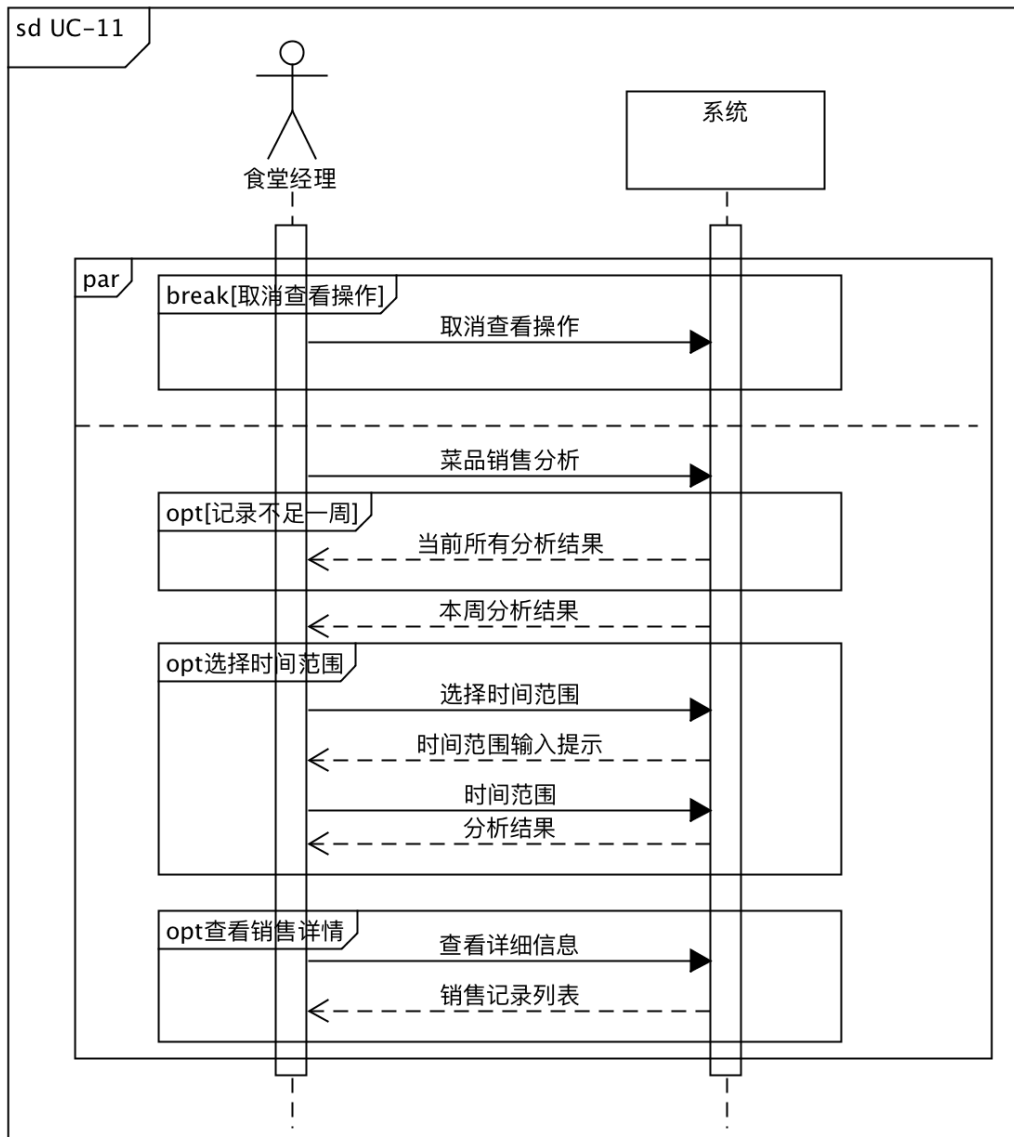 sd UC-11
食堂经理
系统
par
break[取消查看操作]
取消查看操作
菜品销售分析
opt[记录不足一周]
当前所有分析结果
本周分析结果
opt选择时间范围
选择时间范围
时间范围输入提示
时间范围
分析结果
opt查看销售详情
查看详细信息
销售记录列表